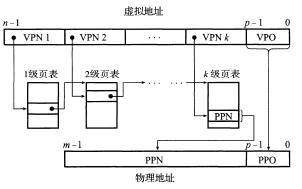 虚拟地址
n-1 p-1 0
VPN 1 VPN 2 ... VPN k VPO
1级页表 2级页表 ... ... k级页表
PPN
m-1 p-1 0
PPN PPO
物理地址